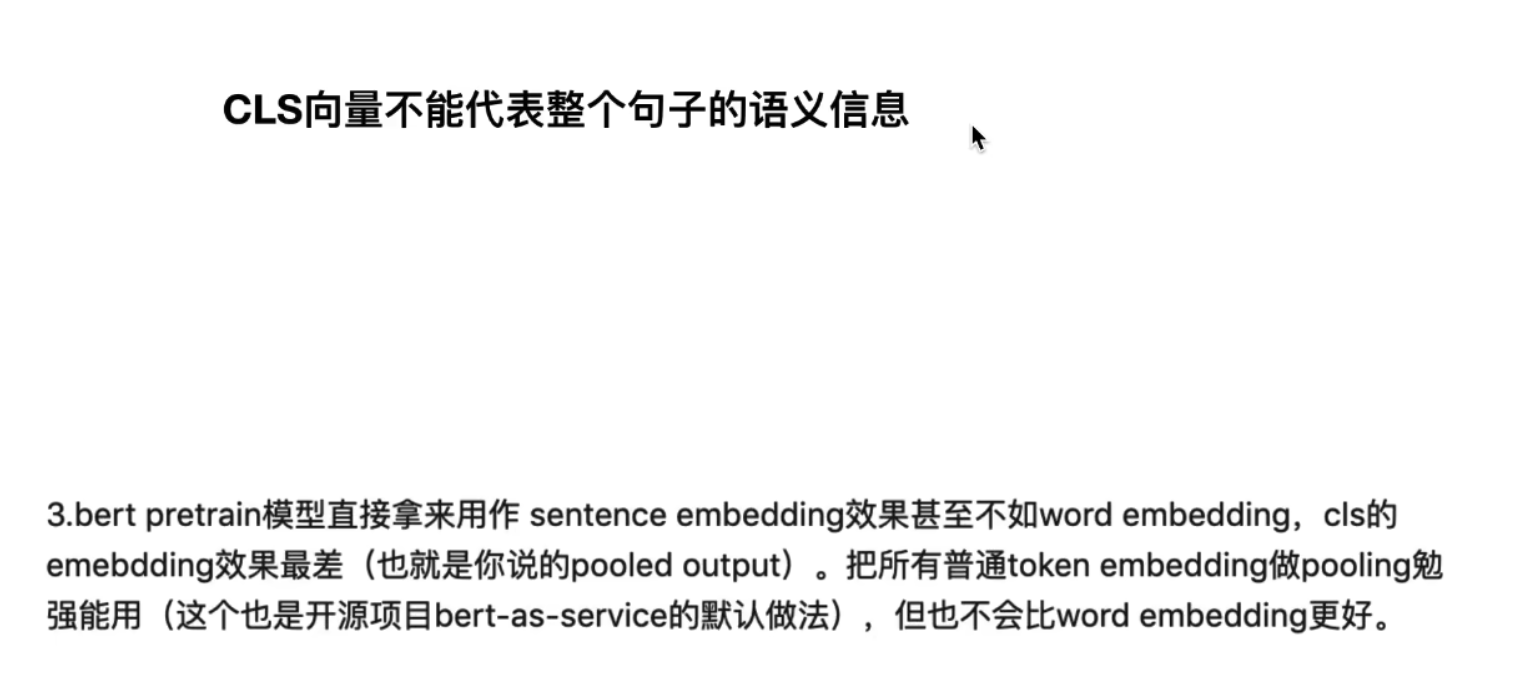 CLS向量不能代表整个句子的语义信息
3.bert pretrain模型直接拿来用作 sentence embedding效果甚至不如word embedding，cls的
emebdding效果最差（也就是你说的pooled output）。把所有普通token embedding做pooling勉
强能用（这个也是开源项目bert-as-service的默认做法），但也不会比word embedding更好。